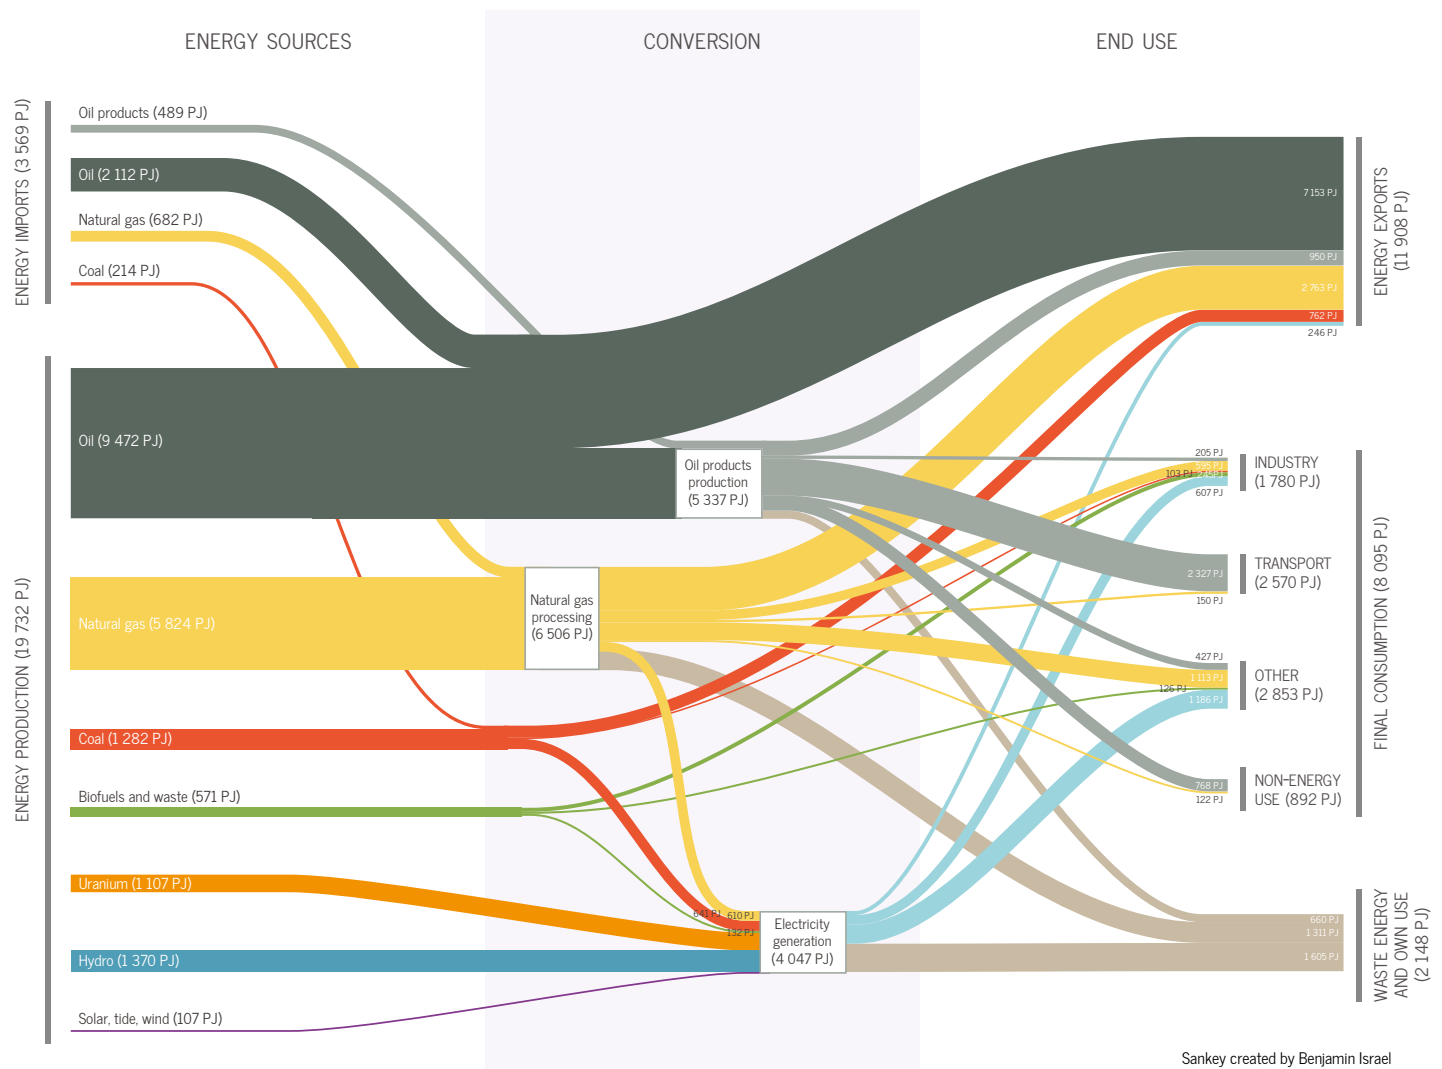 ENERGY SOURCES
CONVERSION
END USE
ENERGY IMPORTS (3 569 PJ)
Oil products (489 PJ)
Oil (2 112 PJ)
Natural gas (682 PJ)
Coal (214 PJ)
ENERGY PRODUCTION (19 732 PJ)
Oil (9 472 PJ)
Natural gas (5 824 PJ)
Coal (1 282 PJ)
Biofuels and waste (571 PJ)
Uranium (1 107 PJ)
Hydro (1 370 PJ)
Solar, tide, wind (107 PJ)
Oil products
production
(5 337 PJ)
Natural gas
processing
(6 506 PJ)
641 PJ
610 PJ
132 PJ
Electricity
generation
(4 047 PJ)
7 153 PJ
950 PJ
2 763 PJ
762 PJ
246 PJ
ENERGY EXPORTS
(11 908 PJ)
205 PJ
595 PJ
103 PJ
607 PJ
INDUSTRY
(1 780 PJ)
2 327 PJ
150 PJ
TRANSPORT
(2 570 PJ)
427 PJ
1 113 PJ
126 PJ
1 186 PJ
OTHER
(2 853 PJ)
768 PJ
122 PJ
NON-ENERGY
USE (892 PJ)
FINAL CONSUMPTION (8 095 PJ)
660 PJ
1 311 PJ
1 605 PJ
WASTE ENERGY
AND OWN USE
(2 148 PJ)
Sankey created by Benjamin Israel